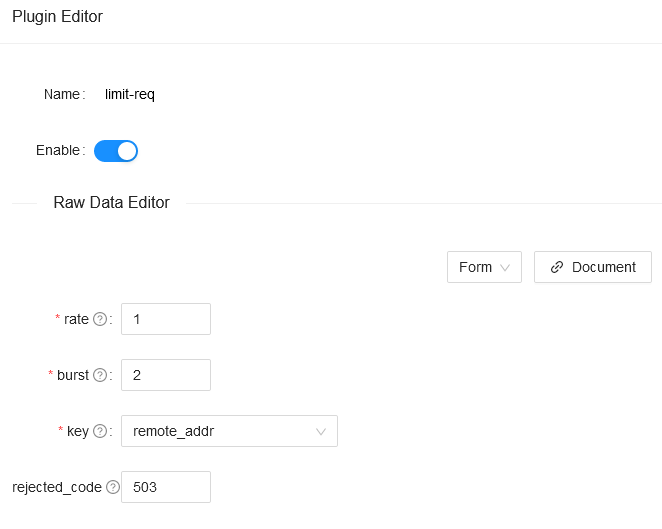 Plugin Editor
Name: limit-req
Enable:
Raw Data Editor
Form Document
* rate ? : 1
* burst ? : 2
* key ? : remote_addr
rejected_code ? 503